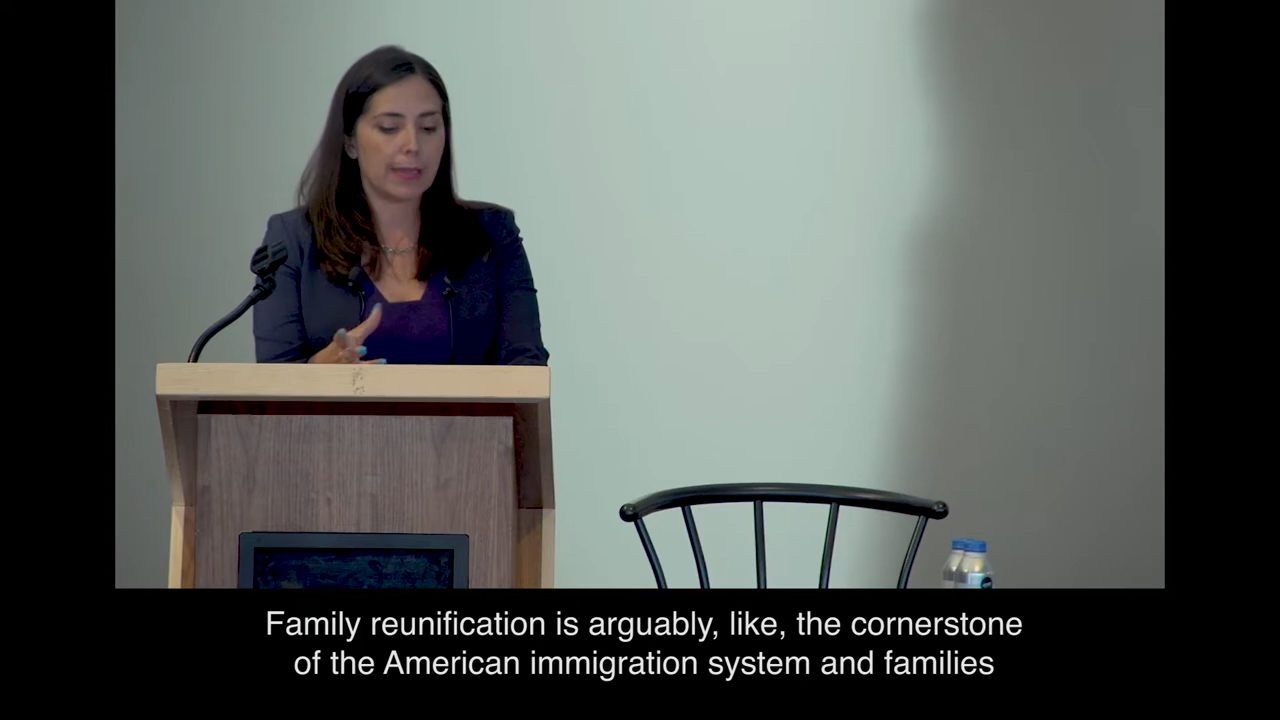 Family reunification is arguably, like, the cornerstone
of the American immigration system and families